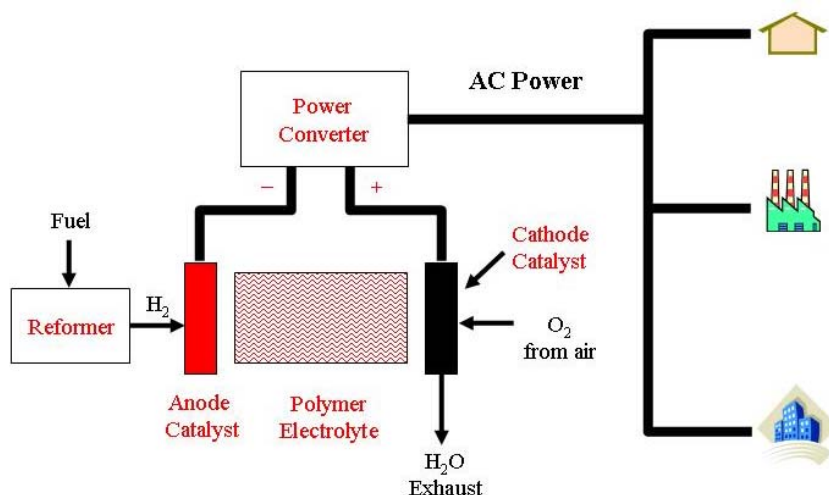 AC Power
Power
Converter
−
+
Fuel
Cathode
Catalyst
H₂
Reformer
O₂
from air
Anode
Catalyst
Polymer
Electrolyte
H₂O
Exhaust